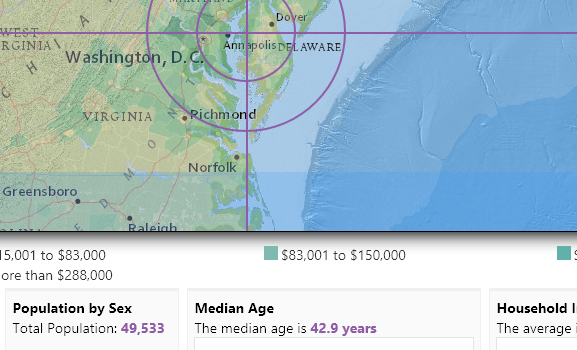 MARYLAND
Dover
WEST
VIRGINIA
Annapolis
DELAWARE
Washington, D.C.
VIRGINIA
Richmond
Norfolk
Greensboro
Raleigh
15,001 to $83,000
$83,001 to $150,000
ore than $288,000
Population by Sex
Total Population: 49,533
Median Age
The median age is 42.9 years
Household I
The average i